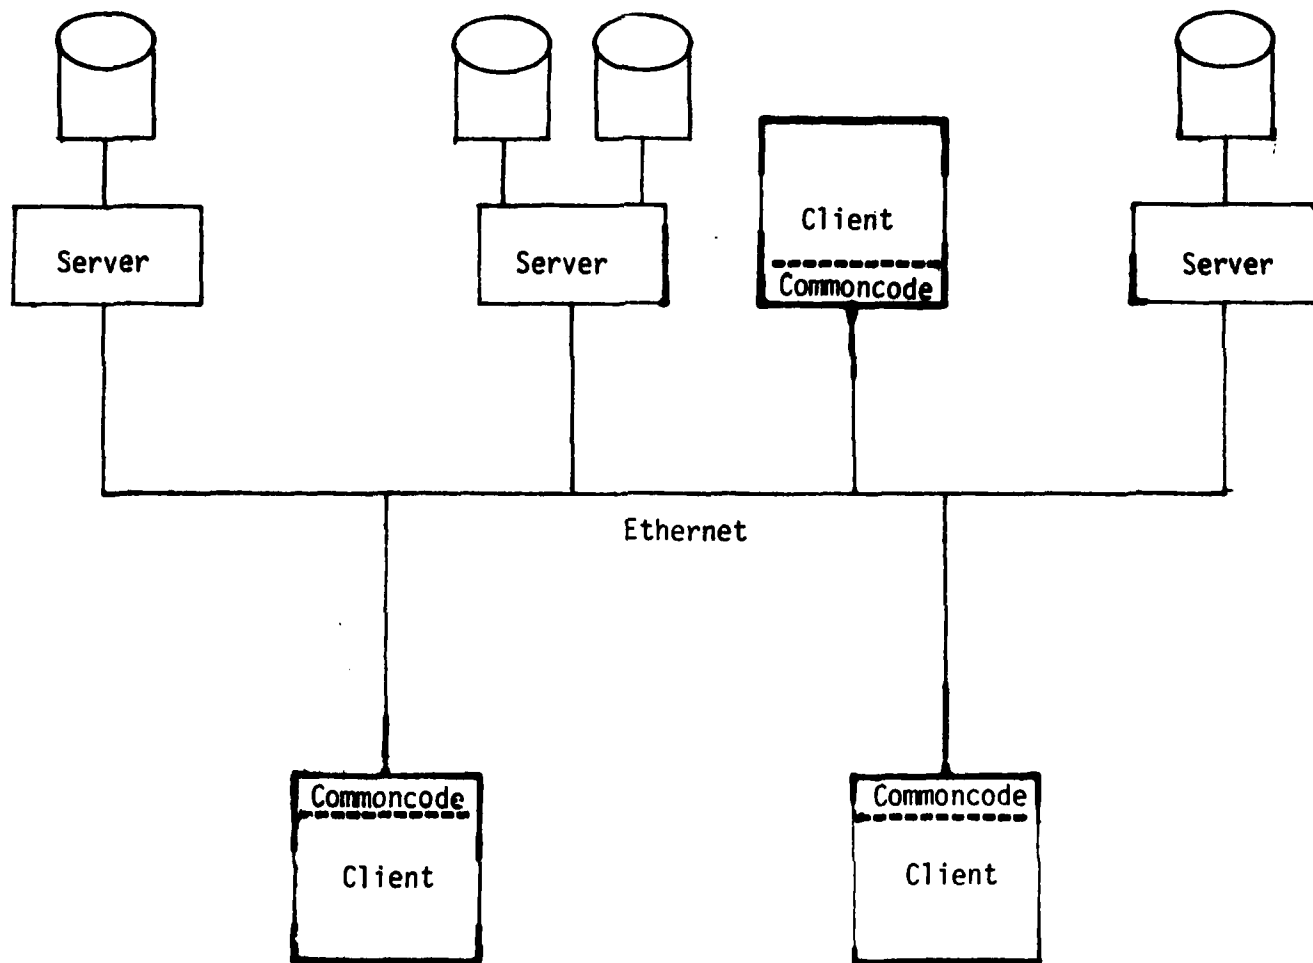 Client
Server
Server
Server
Commoncode
Ethernet
Commoncode
Commoncode
Client
Client